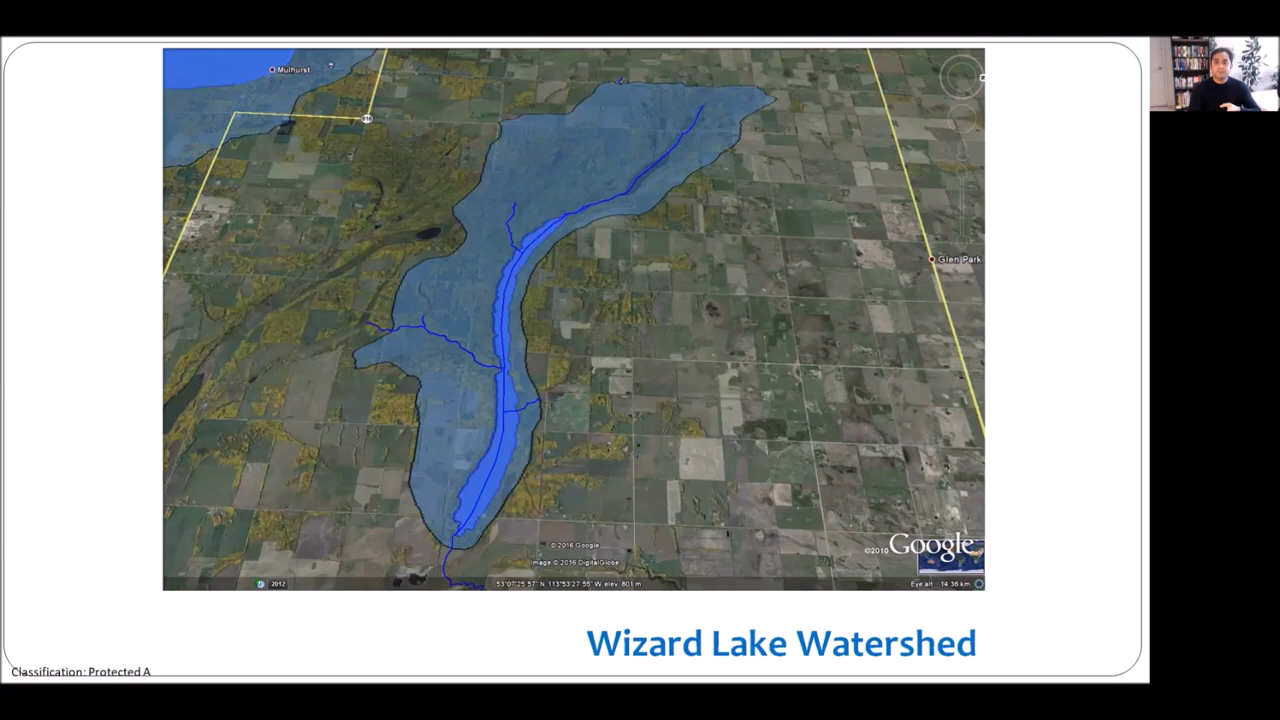 Mulhurst
616
Glen Park
© 2016 Google
Image © 2016 DigitalGlobe
©2010 Google
2012
53°07'25.57" N 113°53'27.55" W elev 801 m
Eye alt 14.36 km
Wizard Lake Watershed
Classification: Protected A